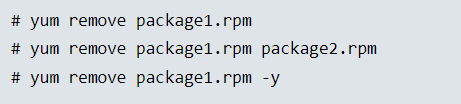 # yum remove package1.rpm
# yum remove package1.rpm package2.rpm
# yum remove package1.rpm -y